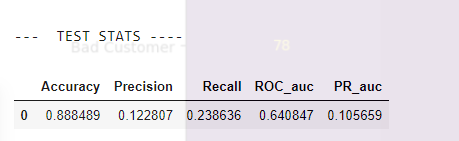 --- TEST STATS ----
Bad Customer - 78
Accuracy Precision Recall ROC_auc PR_auc
0 0.888489 0.122807 0.238636 0.640847 0.105659